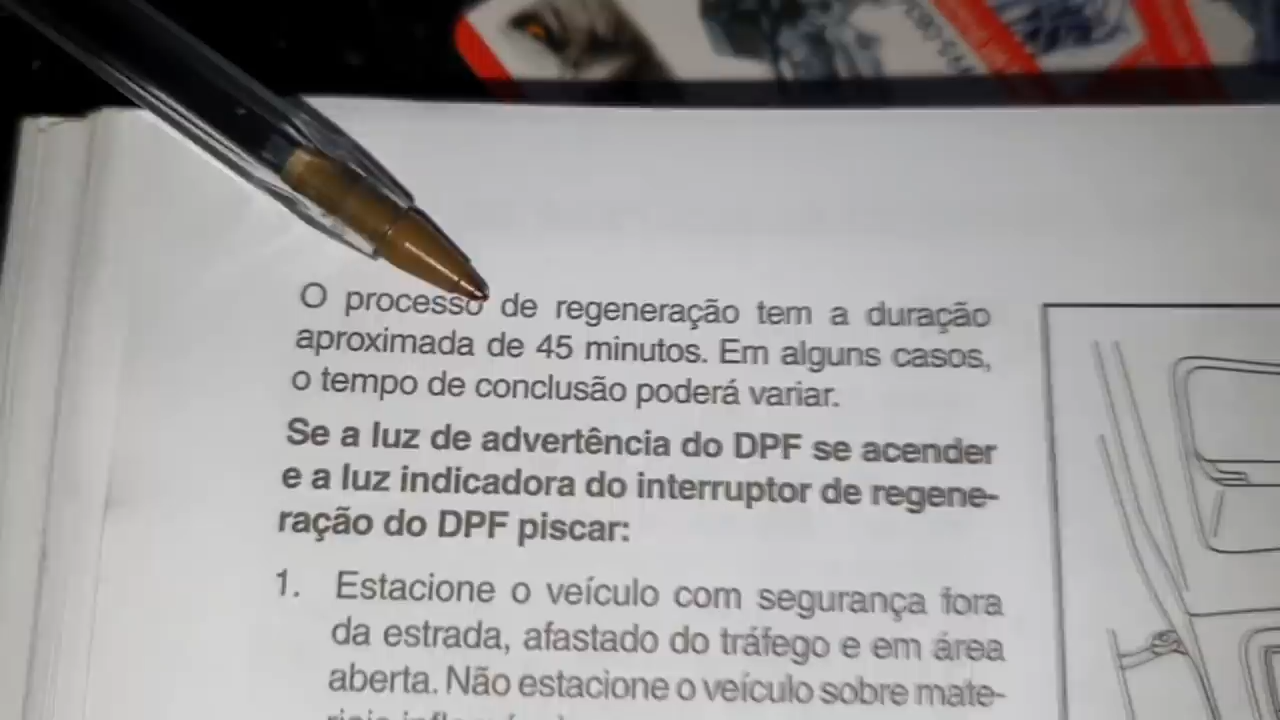 O processo de regeneração tem a duração
aproximada de 45 minutos. Em alguns casos,
o tempo de conclusão poderá variar.
Se a luz de advertência do DPF se acender
e a luz indicadora do interruptor de regene-
ração do DPF piscar:
1. Estacione o veículo com segurança fora
da estrada, afastado do tráfego e em área
aberta. Não estacione o veículo sobre mate-